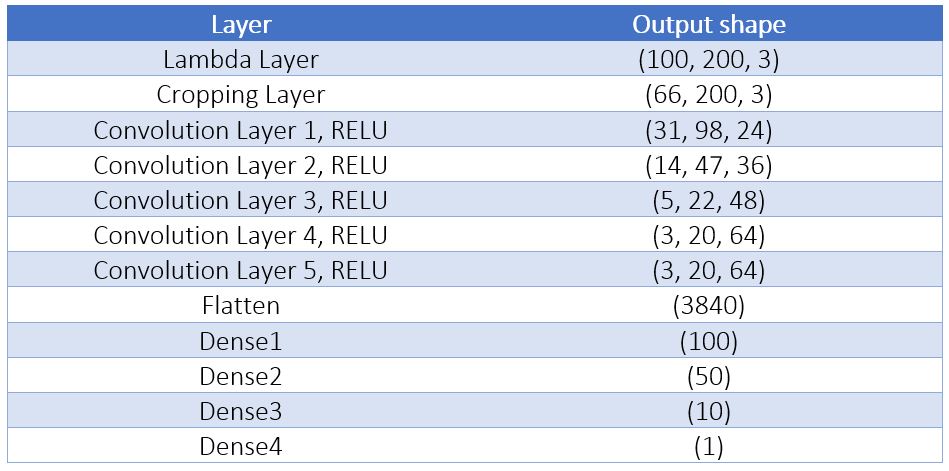 Layer Output shape
Lambda Layer (100, 200, 3)
Cropping Layer (66, 200, 3)
Convolution Layer 1, RELU (31, 98, 24)
Convolution Layer 2, RELU (14, 47, 36)
Convolution Layer 3, RELU (5, 22, 48)
Convolution Layer 4, RELU (3, 20, 64)
Convolution Layer 5, RELU (3, 20, 64)
Flatten (3840)
Dense1 (100)
Dense2 (50)
Dense3 (10)
Dense4 (1)